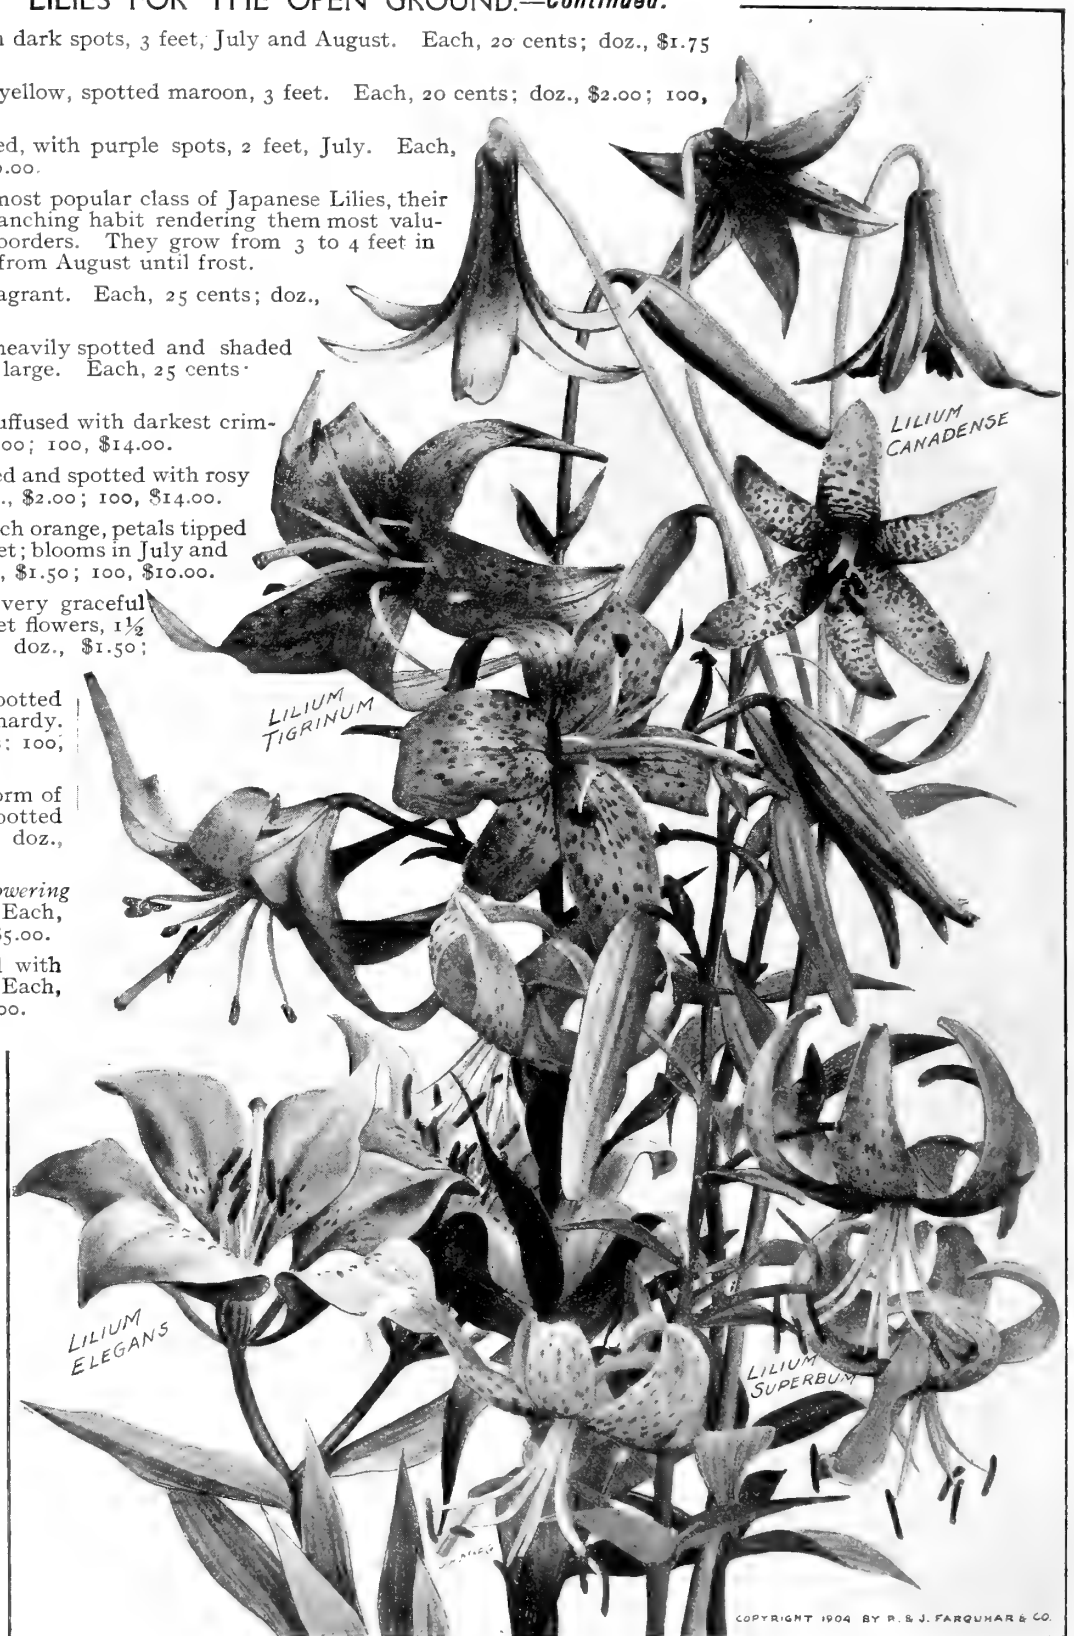 LILIES FOR THE OPEN GROUND.—Continued.
dark spots, 3 feet, July and August. Each, 20 cents; doz., $1.75
yellow, spotted maroon, 3 feet. Each, 20 cents; doz., $2.00; 100,
ed, with purple spots, 2 feet, July. Each,
.00.
most popular class of Japanese Lilies, their
anching habit rendering them most valu-
borders. They grow from 3 to 4 feet in
from August until frost.
agrant. Each, 25 cents; doz.,
heavily spotted and shaded
large. Each, 25 cents
uffused with darkest crim-
00; 100, $14.00.
ed and spotted with rosy
., $2.00; 100, $14.00.
ch orange, petals tipped
et; blooms in July and
, $1.50; 100, $10.00.
very graceful
et flowers, 1½
doz., $1.50;
potted
hardy.
; 100,
orm of
potted
doz.,
owering
Each,
$5.00.
with
Each,
00.
LILIUM
CANADENSE
LILIUM
TIGRINUM
LILIUM
ELEGANS
LILIUM
SUPERBUM
COPYRIGHT 1904 BY R. & J. FARQUHAR & CO.